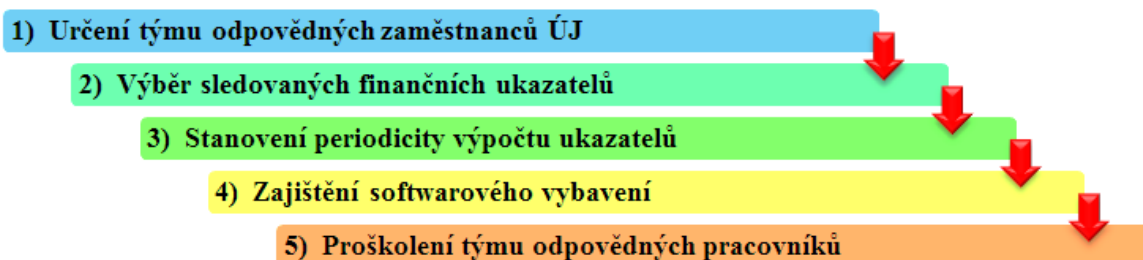 1) Určení týmu odpovědných zaměstnanců ÚJ
2) Výběr sledovaných finančních ukazatelů
3) Stanovení periodicity výpočtu ukazatelů
4) Zajištění softwarového vybavení
5) Proškolení týmu odpovědných pracovníků